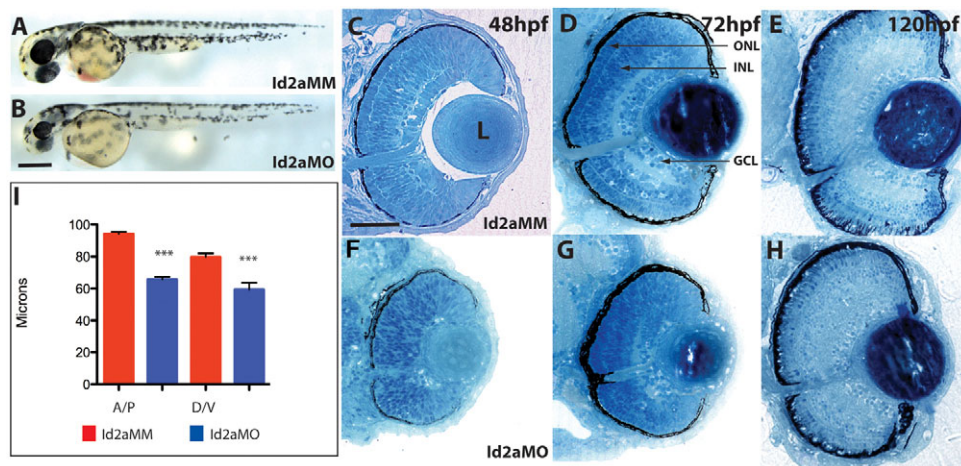 A
Id2aMM
B
Id2aMO
C 48hpf
L
Id2aMM
D 72hpf
ONL
INL
GCL
E 120hpf
F
Id2aMO
G
H
I
100
80
60
40
20
0
Microns
*** ***
A/P D/V
Id2aMM Id2aMO